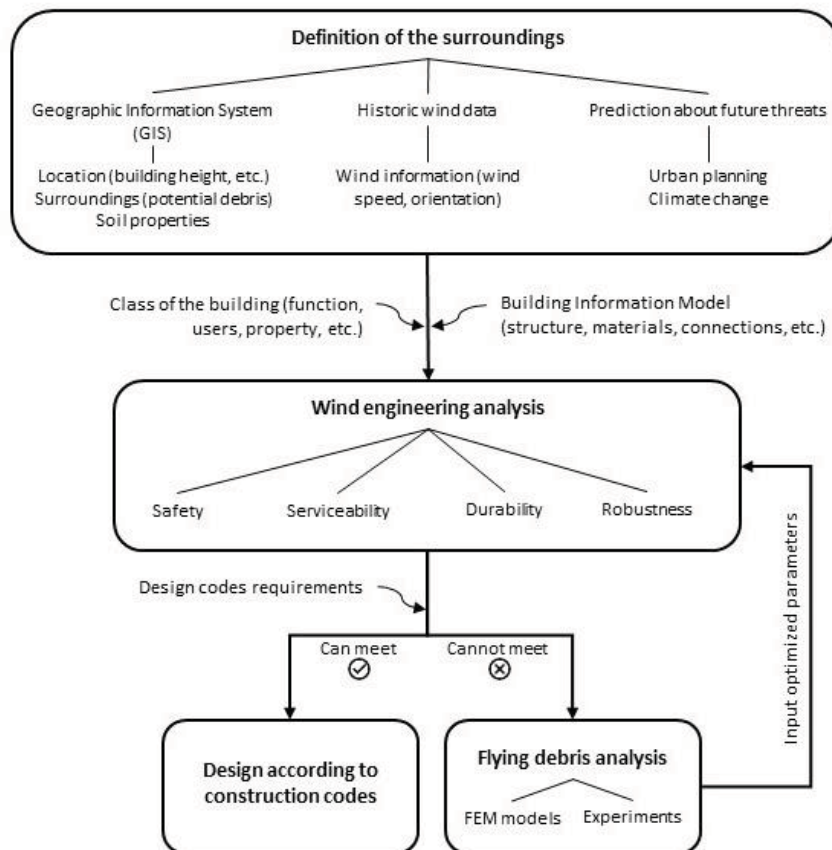 Definition of the surroundings
Geographic Information System
(GIS)
Historic wind data
Prediction about future threats
Location (building height, etc.)
Surroundings (potential debris)
Soil properties
Wind information (wind
speed, orientation)
Urban planning
Climate change
Class of the building (function,
users, property, etc.)
Building Information Model
(structure, materials, connections, etc.)
Wind engineering analysis
Safety
Serviceability
Durability
Robustness
Design codes requirements
Can meet
Cannot meet
Input optimized parameters
Design according to
construction codes
Flying debris analysis
FEM models
Experiments